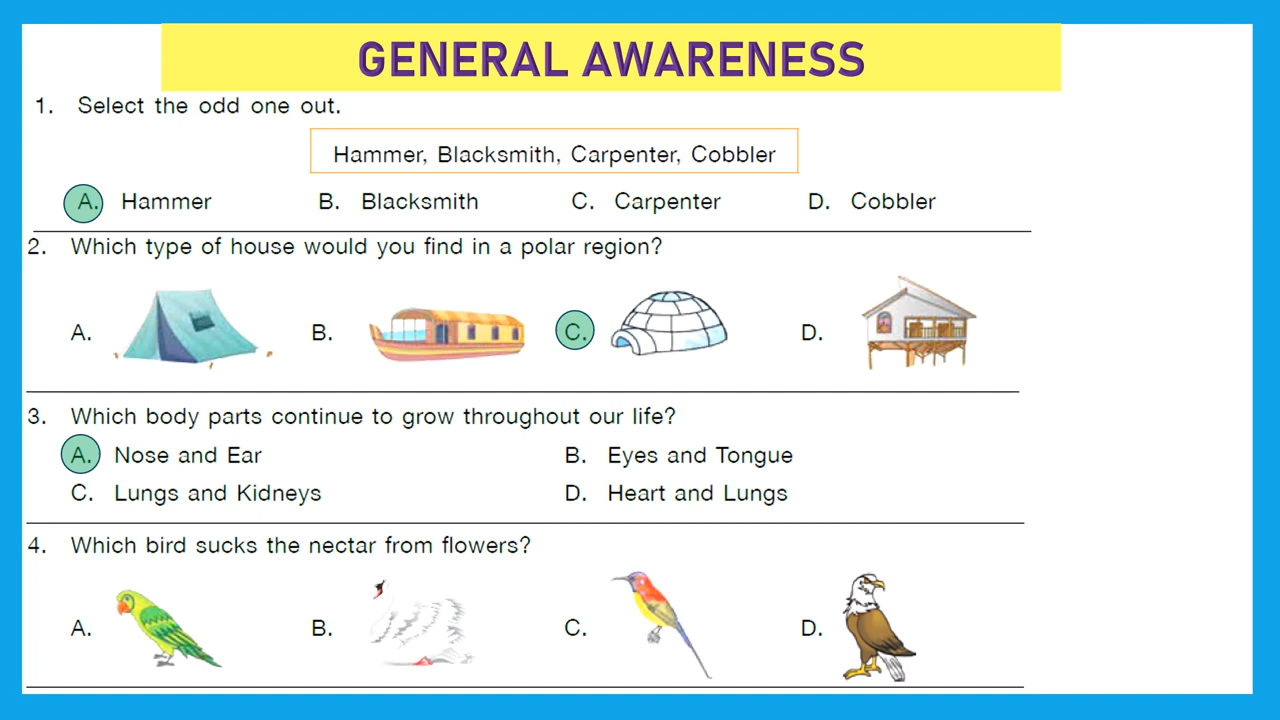 GENERAL AWARENESS
1. Select the odd one out.
Hammer, Blacksmith, Carpenter, Cobbler
A. Hammer B. Blacksmith C. Carpenter D. Cobbler
2. Which type of house would you find in a polar region?
A. B. C. D.
3. Which body parts continue to grow throughout our life?
A. Nose and Ear B. Eyes and Tongue
C. Lungs and Kidneys D. Heart and Lungs
4. Which bird sucks the nectar from flowers?
A. B. C. D.